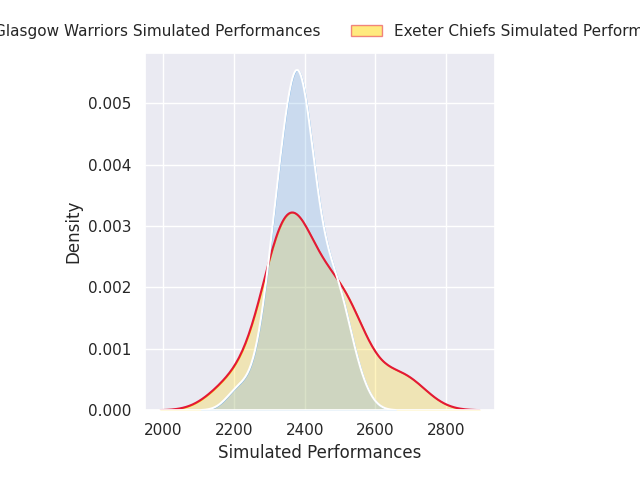 Glasgow Warriors Simulated Performances
Exeter Chiefs Simulated Perform
0.005
0.004
0.003
0.002
0.001
0.000
Density
2000 2200 2400 2600 2800
Simulated Performances